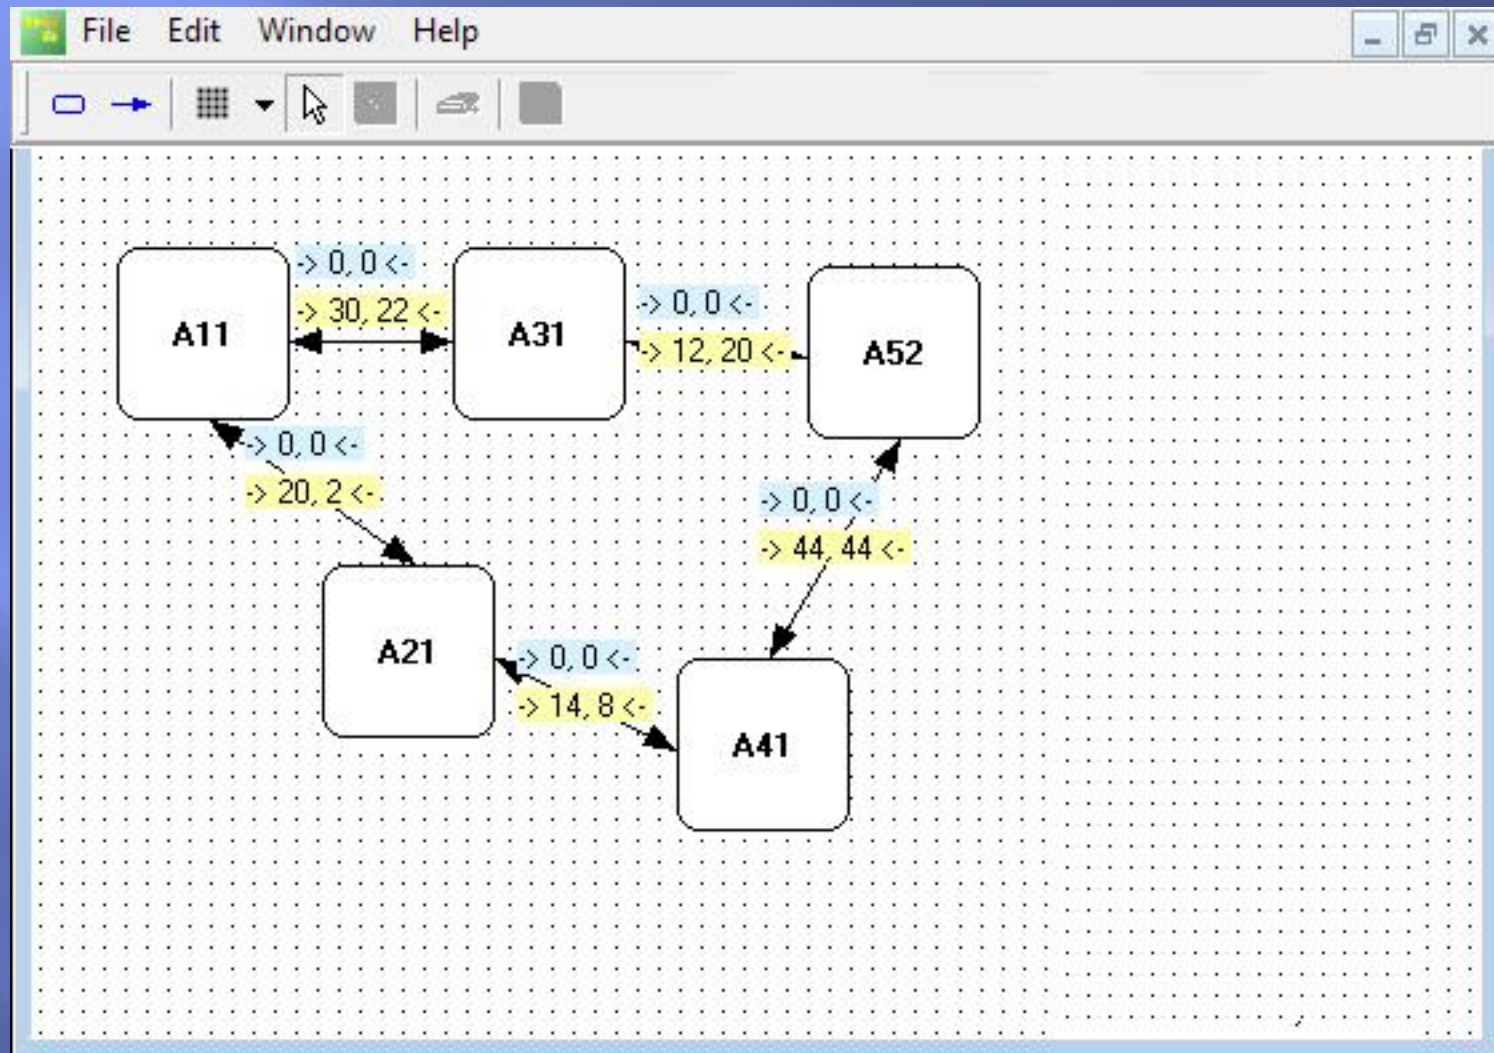 File Edit Window Help
-> 0, 0 <-
-> 30, 22 <-
A11
A31
-> 0, 0 <-
-> 12, 20 <-
A52
-> 0, 0 <-
-> 20, 2 <-
-> 0, 0 <-
-> 44, 44 <-
A21
-> 0, 0 <-
-> 14, 8 <-
A41